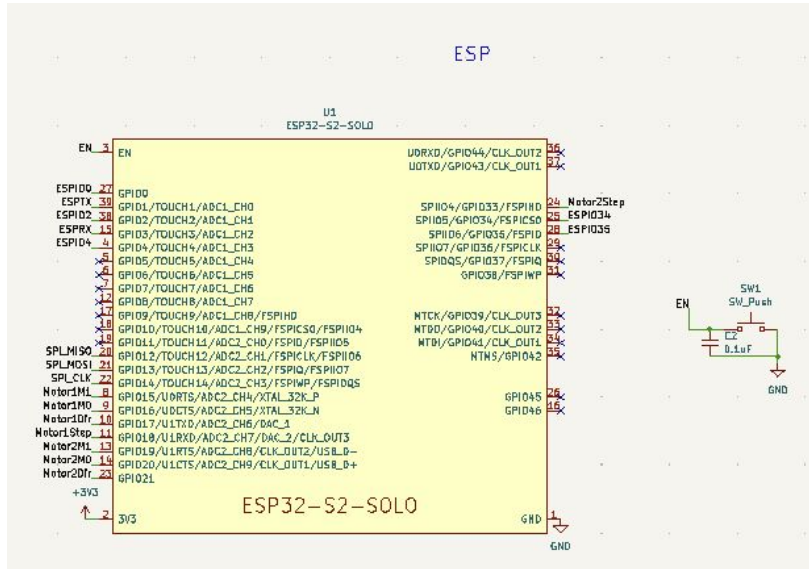 ESP
U1
ESP32-S2-SOLO
EN 3 EN
U0RXD/GPIO44/CLK_OUT2 36
U0TXD/GPIO43/CLK_OUT1 37
ESPIO0 27 GPIO0
ESPTX 39 GPIO1/TOUCH1/ADC1_CH0
SPIIO4/GPIO33/FSPIHD 24 Motor2Step
ESPIO2 38 GPIO2/TOUCH2/ADC1_CH1
SPIIO5/GPIO34/FSPICS0 25 ESPIO34
ESPRX 15 GPIO3/TOUCH3/ADC1_CH2
SPIIO6/GPIO35/FSPID 28 ESPIO35
ESPIO4 4 GPIO4/TOUCH4/ADC1_CH3
SPIIO7/GPIO36/FSPICLK 29
5 GPIO5/TOUCH5/ADC1_CH4
SPIDQS/GPIO37/FSPIQ 30
6 GPIO6/TOUCH6/ADC1_CH5
GPIO38/FSPIWP 31
7 GPIO7/TOUCH7/ADC1_CH6
12 GPIO8/TOUCH8/ADC1_CH7
17 GPIO9/TOUCH9/ADC1_CH8/FSPIHD
MTCK/GPIO39/CLK_OUT3 32
18 GPIO10/TOUCH10/ADC1_CH9/FSPICS0/FSPIIO4
MTDO/GPIO40/CLK_OUT2 33
19 GPIO11/TOUCH11/ADC2_CH0/FSPID/FSPIIO5
MTDI/GPIO41/CLK_OUT1 34
SPI_MISO 20 GPIO12/TOUCH12/ADC2_CH1/FSPICLK/FSPIIO6
MTMS/GPIO42 35
SPI_MOSI 21 GPIO13/TOUCH13/ADC2_CH2/FSPIQ/FSPIIO7
SPI_CLK 22 GPIO14/TOUCH14/ADC2_CH3/FSPIWP/FSPIDQS
Motor1M1 8 GPIO15/U0RTS/ADC2_CH4/XTAL_32K_P
GPIO45 26
Motor1M0 9 GPIO16/U0CTS/ADC2_CH5/XTAL_32K_N
GPIO46 16
Motor1Dir 10 GPIO17/U1TXD/ADC2_CH6/DAC_1
Motor1Step 11 GPIO18/U1RXD/ADC2_CH7/DAC_2/CLK_OUT3
Motor2M1 13 GPIO19/U1RTS/ADC2_CH8/CLK_OUT2/USB_D-
Motor2M0 14 GPIO20/U1CTS/ADC2_CH9/CLK_OUT1/USB_D+
Motor2Dir 23 GPIO21
+3V3
2 3V3
ESP32-S2-SOLO
GND 1
GND
SW1
SW_Push
EN
C2
0.1uF
GND